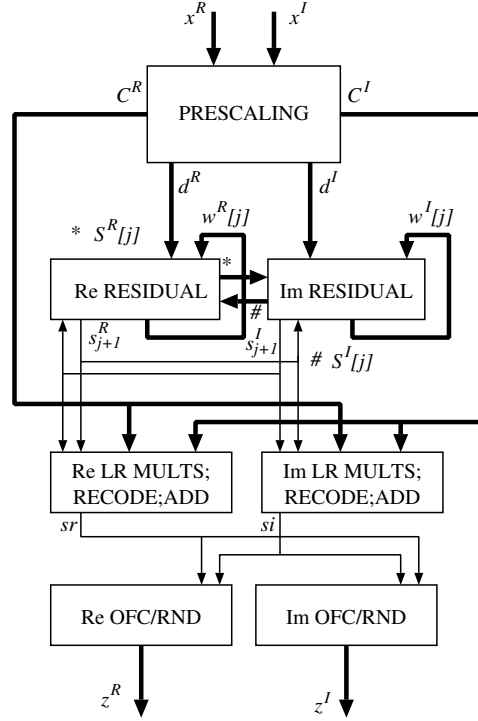 x^R x^I
C^R C^I
PRESCALING
d^R d^I
w^R[j] w^I[j]
* S^R[j]
*
Re RESIDUAL Im RESIDUAL
#
s^R_{j+1} s^I_{j+1}
# S^I[j]
Re LR MULTS; Im LR MULTS;
RECODE;ADD RECODE;ADD
sr si
Re OFC/RND Im OFC/RND
z^R z^I